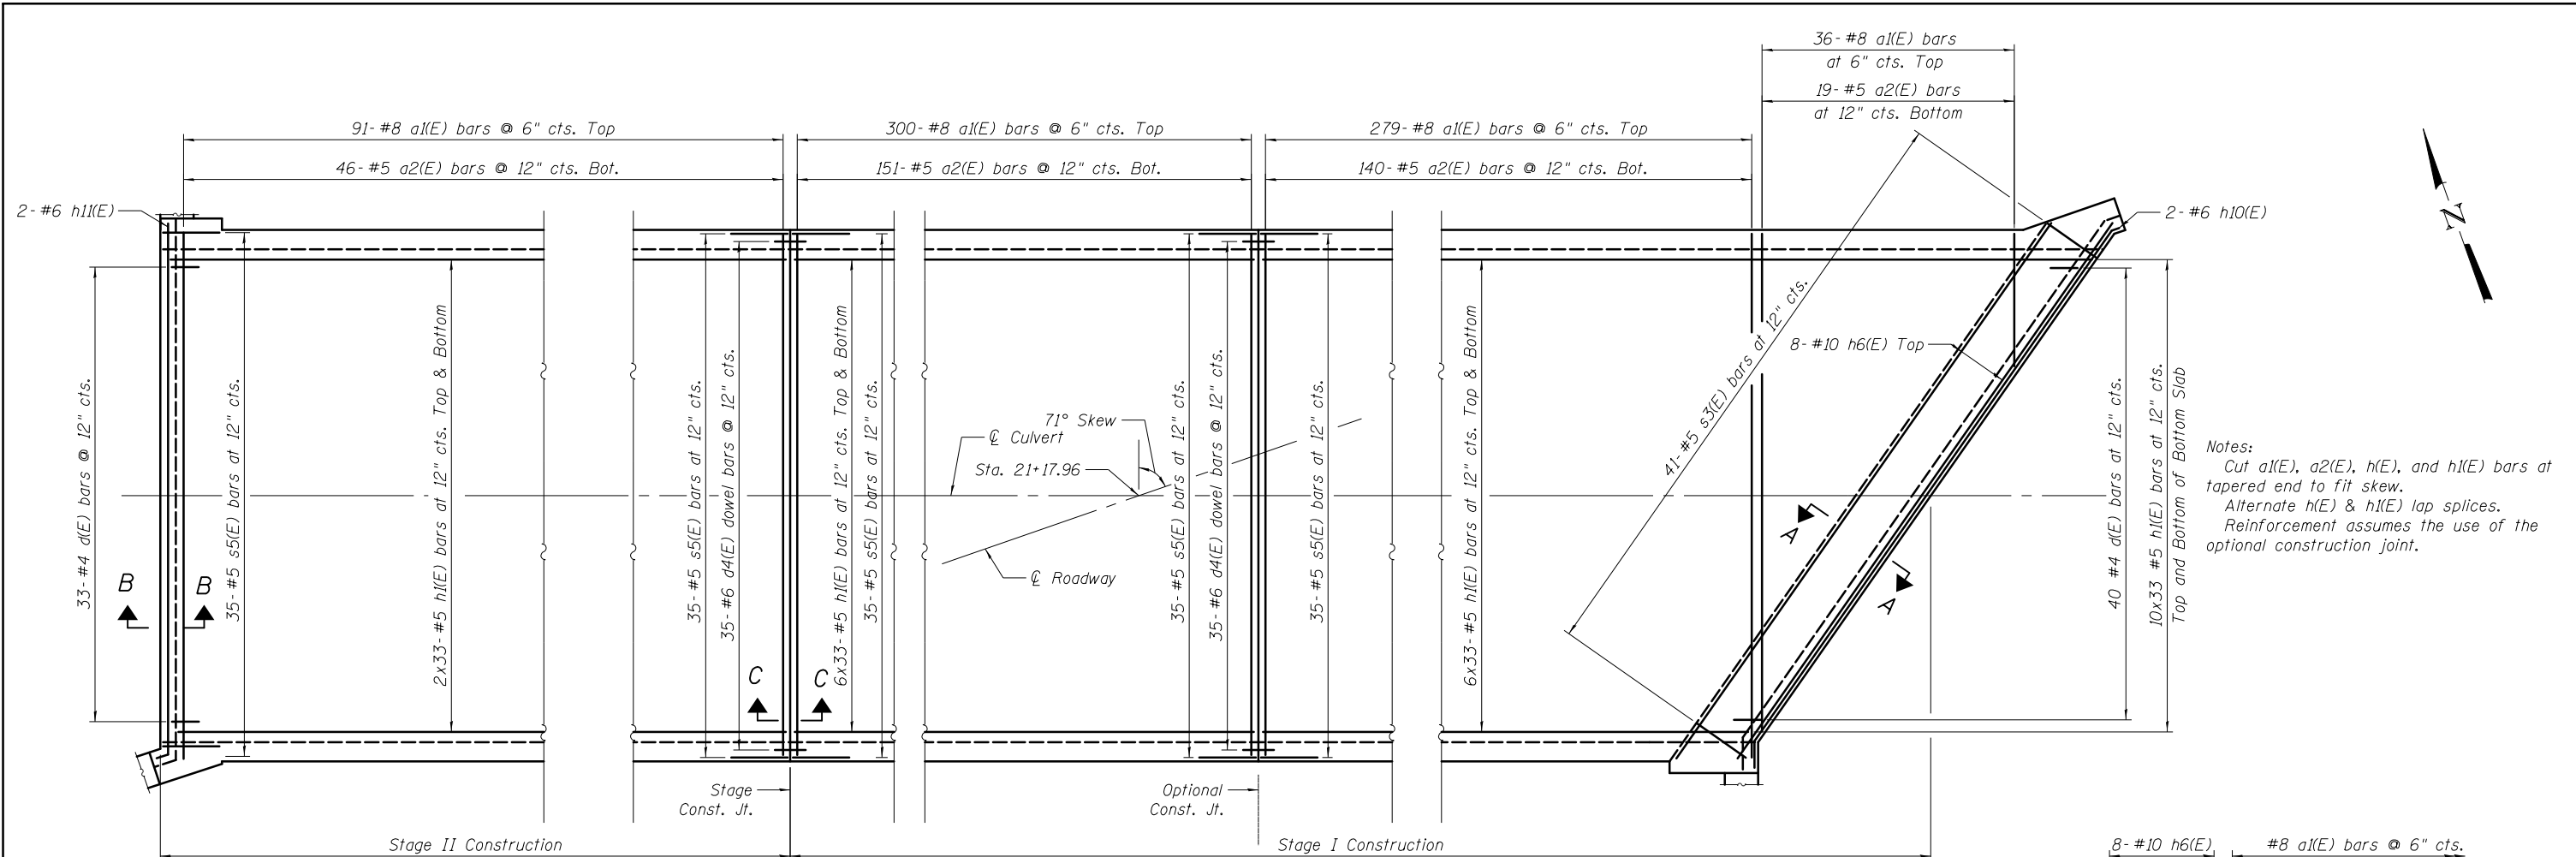 36-#8 a1(E) bars
at 6" cts. Top
19-#5 a2(E) bars
at 12" cts. Bottom
91-#8 a1(E) bars @ 6" cts. Top
300-#8 a1(E) bars @ 6" cts. Top
279-#8 a1(E) bars @ 6" cts. Top
46-#5 a2(E) bars @ 12" cts. Bot.
151-#5 a2(E) bars @ 12" cts. Bot.
140-#5 a2(E) bars @ 12" cts. Bot.
2-#6 h11(E)
2-#6 h10(E)
N
33-#4 d(E) bars @ 12" cts.
35-#5 s5(E) bars at 12" cts.
2x33-#5 h1(E) bars at 12" cts. Top & Bottom
35-#5 s5(E) bars at 12" cts.
35-#6 d4(E) dowel bars @ 12" cts.
6x33-#5 h1(E) bars at 12" cts. Top & Bottom
35-#5 s5(E) bars at 12" cts.
71° Skew
℄ Culvert
Sta. 21+17.96
℄ Roadway
35-#5 s5(E) bars at 12" cts.
35-#6 d4(E) dowel bars @ 12" cts.
35-#5 s5(E) bars at 12" cts.
6x33-#5 h1(E) bars at 12" cts. Top & Bottom
41-#5 s3(E) bars at 12" cts.
8-#10 h6(E) Top
A
A
40 #4 d(E) bars at 12" cts.
10x33 #5 h1(E) bars at 12" cts.
Top and Bottom of Bottom Slab
Notes:
Cut a1(E), a2(E), h(E), and h1(E) bars at
tapered end to fit skew.
Alternate h(E) & h1(E) lap splices.
Reinforcement assumes the use of the
optional construction joint.
B
B
C
C
Stage
Const. Jt.
Optional
Const. Jt.
Stage II Construction
Stage I Construction
8-#10 h6(E)
#8 a1(E) bars @ 6" cts.